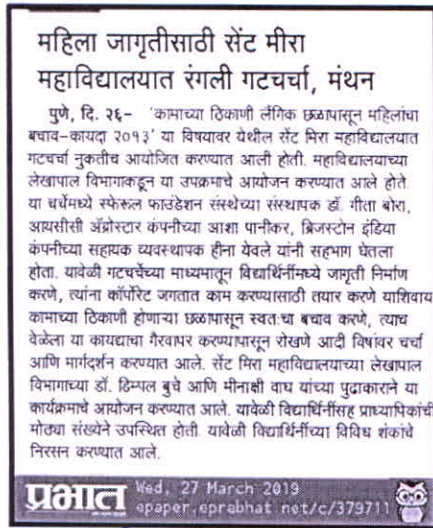 महिला जागृतीसाठी सेंट मीरा
महाविद्यालयात रंगली गटचर्चा, मंथन
पुणे, दि. २६- 'कामाच्या ठिकाणी लैंगिक छळापासून महिलांचा
बचाव-कायदा २०१३' या विषयावर येथील सेंट मिरा महाविद्यालयात
गटचर्चा नुकतीच आयोजित करण्यात आली होती. महाविद्यालयाच्या
लेखापाल विभागाकडून या उपक्रमाचे आयोजन करण्यात आले होते.
या चर्चेमध्ये स्फेरूल फाउंडेशन संस्थेच्या संस्थापक डॉ. गीता बोरा,
आयसीसी ॲप्रोस्टार कंपनीच्या आशा पानीकर, ब्रिजस्टोन इंडिया
कंपनीच्या सहायक व्यवस्थापक हीना येवले यांनी सहभाग घेतला
होता. यावेळी गटचर्चेच्या माध्यमातून विद्यार्थिनींमध्ये जागृती निर्माण
करणे, त्यांना कॉर्पोरेट जगतात काम करण्यासाठी तयार करणे याशिवाय
कामाच्या ठिकाणी होणाऱ्या छळापासून स्वत:चा बचाव करणे, त्याच
वेळेला या कायद्याचा गैरवापर करण्यापासून रोखणे आदी विषांवर चर्चा
आणि मार्गदर्शन करण्यात आले. सेंट मिरा महाविद्यालयाच्या लेखापाल
विभागाच्या डॉ. डिम्पल बुचे आणि मीनाक्षी वाघ यांच्या पुढाकाराने या
कार्यक्रमाचे आयोजन करण्यात आले. यावेळी विद्यार्थिनींसह प्राध्यापिकांची
मोठ्या संख्येने उपस्थित होती. यावेळी विद्यार्थिनींच्या विविध शंकांचे
निरसन करण्यात आले.
प्रभात
Wed, 27 March 2019
epaper.eprabhat.net/c/379711